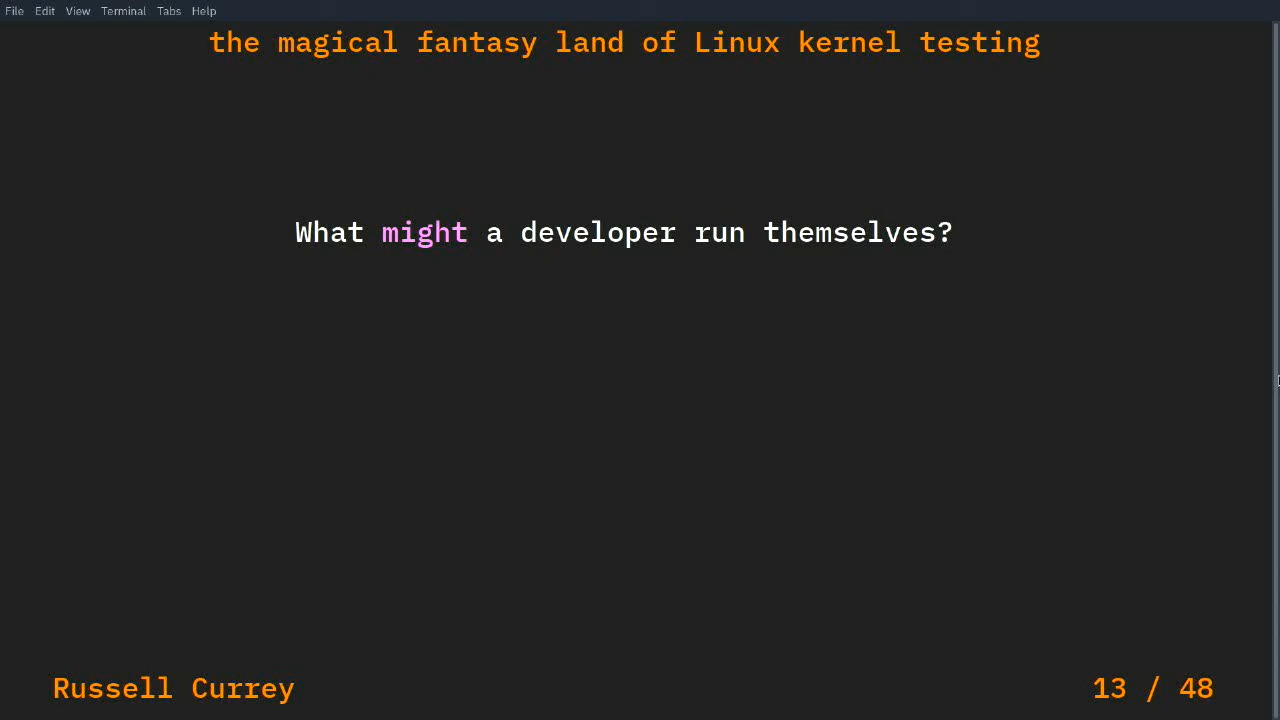 File Edit View Terminal Tabs Help
the magical fantasy land of Linux kernel testing
What might a developer run themselves?
Russell Currey
13 / 48